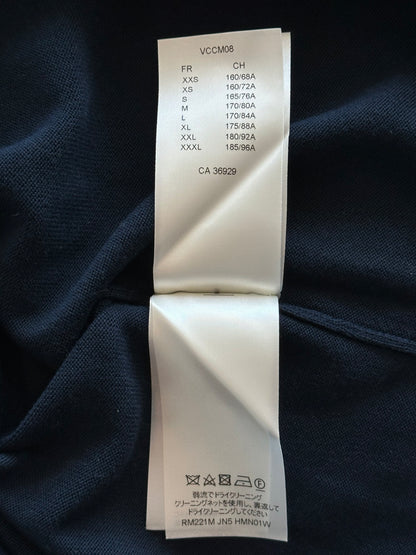 VCCM08
FR CH
XXS 160/68A
XS 160/72A
S 165/76A
M 170/80A
L 170/84A
XL 175/88A
XXL 180/92A
XXXL 185/96A
CA 36929
弱流でドライクリーニング
クリーニングネットを使用し、裏返して
ドライクリーニングしてください
RM221M JN5 HMN01W